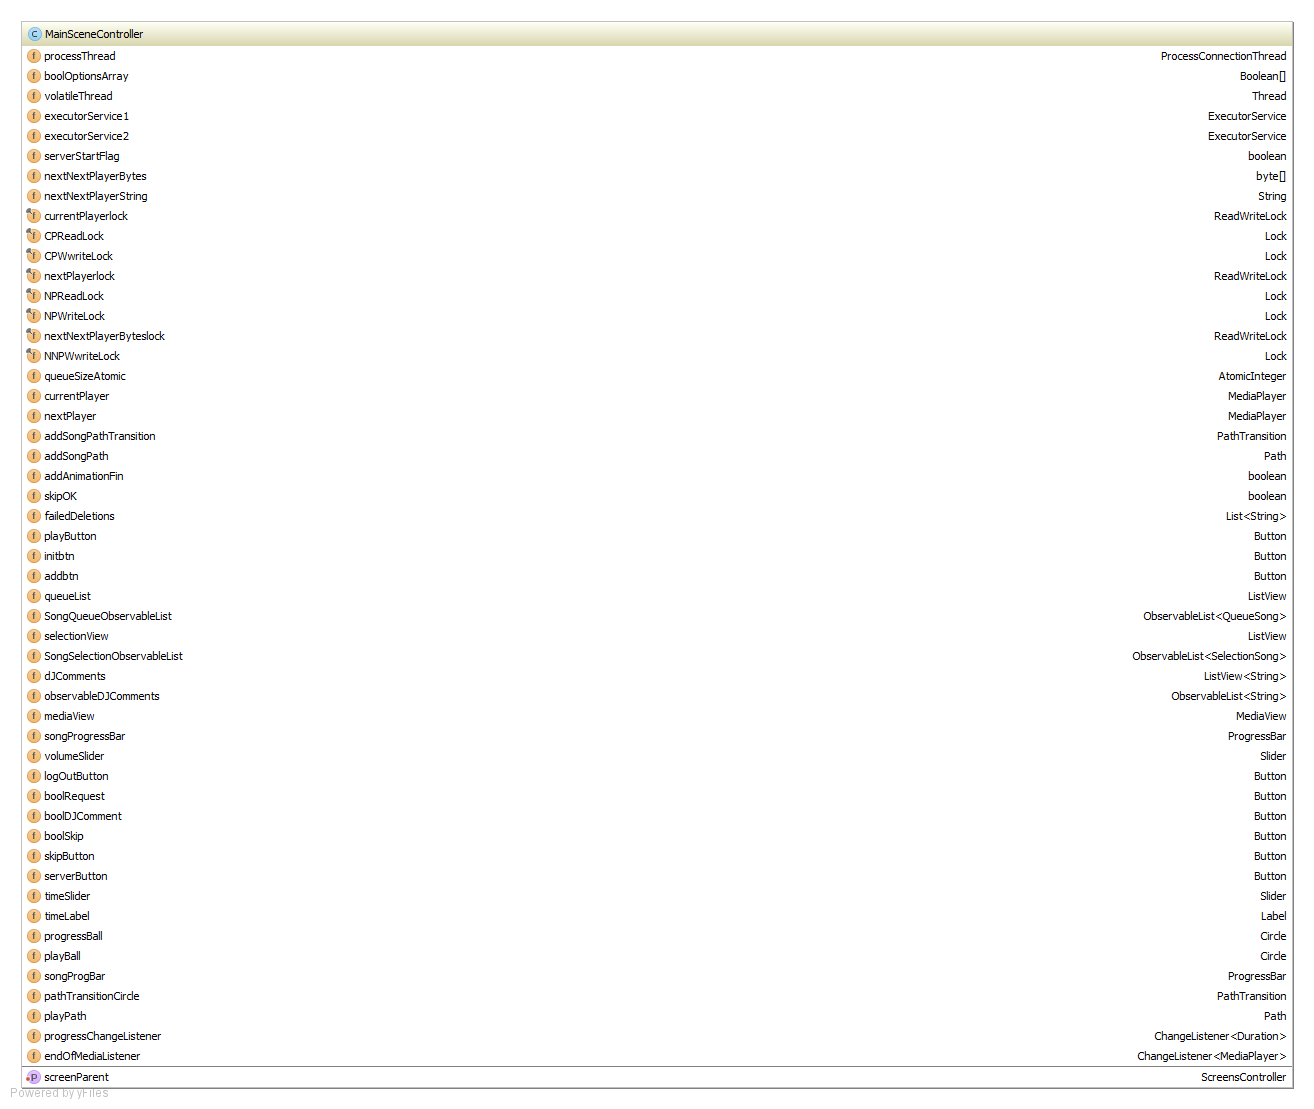 C MainSceneController
f processThread ProcessConnectionThread
f boolOptionsArray Boolean[]
f volatileThread Thread
f executorService1 ExecutorService
f executorService2 ExecutorService
f serverStartFlag boolean
f nextNextPlayerBytes byte[]
f nextNextPlayerString String
f currentPlayerlock ReadWriteLock
f CPReadLock Lock
f CPWwriteLock Lock
f nextPlayerlock ReadWriteLock
f NPReadLock Lock
f NPWriteLock Lock
f nextNextPlayerByteslock ReadWriteLock
f NNPWwriteLock Lock
f queueSizeAtomic AtomicInteger
f currentPlayer MediaPlayer
f nextPlayer MediaPlayer
f addSongPathTransition PathTransition
f addSongPath Path
f addAnimationFin boolean
f skipOK boolean
f failedDeletions List<String>
f playButton Button
f initbtn Button
f addbtn Button
f queueList ListView
f SongQueueObservableList ObservableList<QueueSong>
f selectionView ListView
f SongSelectionObservableList ObservableList<SelectionSong>
f dJComments ListView<String>
f observableDJComments ObservableList<String>
f mediaView MediaView
f songProgressBar ProgressBar
f volumeSlider Slider
f logOutButton Button
f boolRequest Button
f boolDJComment Button
f boolSkip Button
f skipButton Button
f serverButton Button
f timeSlider Slider
f timeLabel Label
f progressBall Circle
f playBall Circle
f songProgBar ProgressBar
f pathTransitionCircle PathTransition
f playPath Path
f progressChangeListener ChangeListener<Duration>
f endOfMediaListener ChangeListener<MediaPlayer>
P screenParent ScreensController
Powered by yFiles